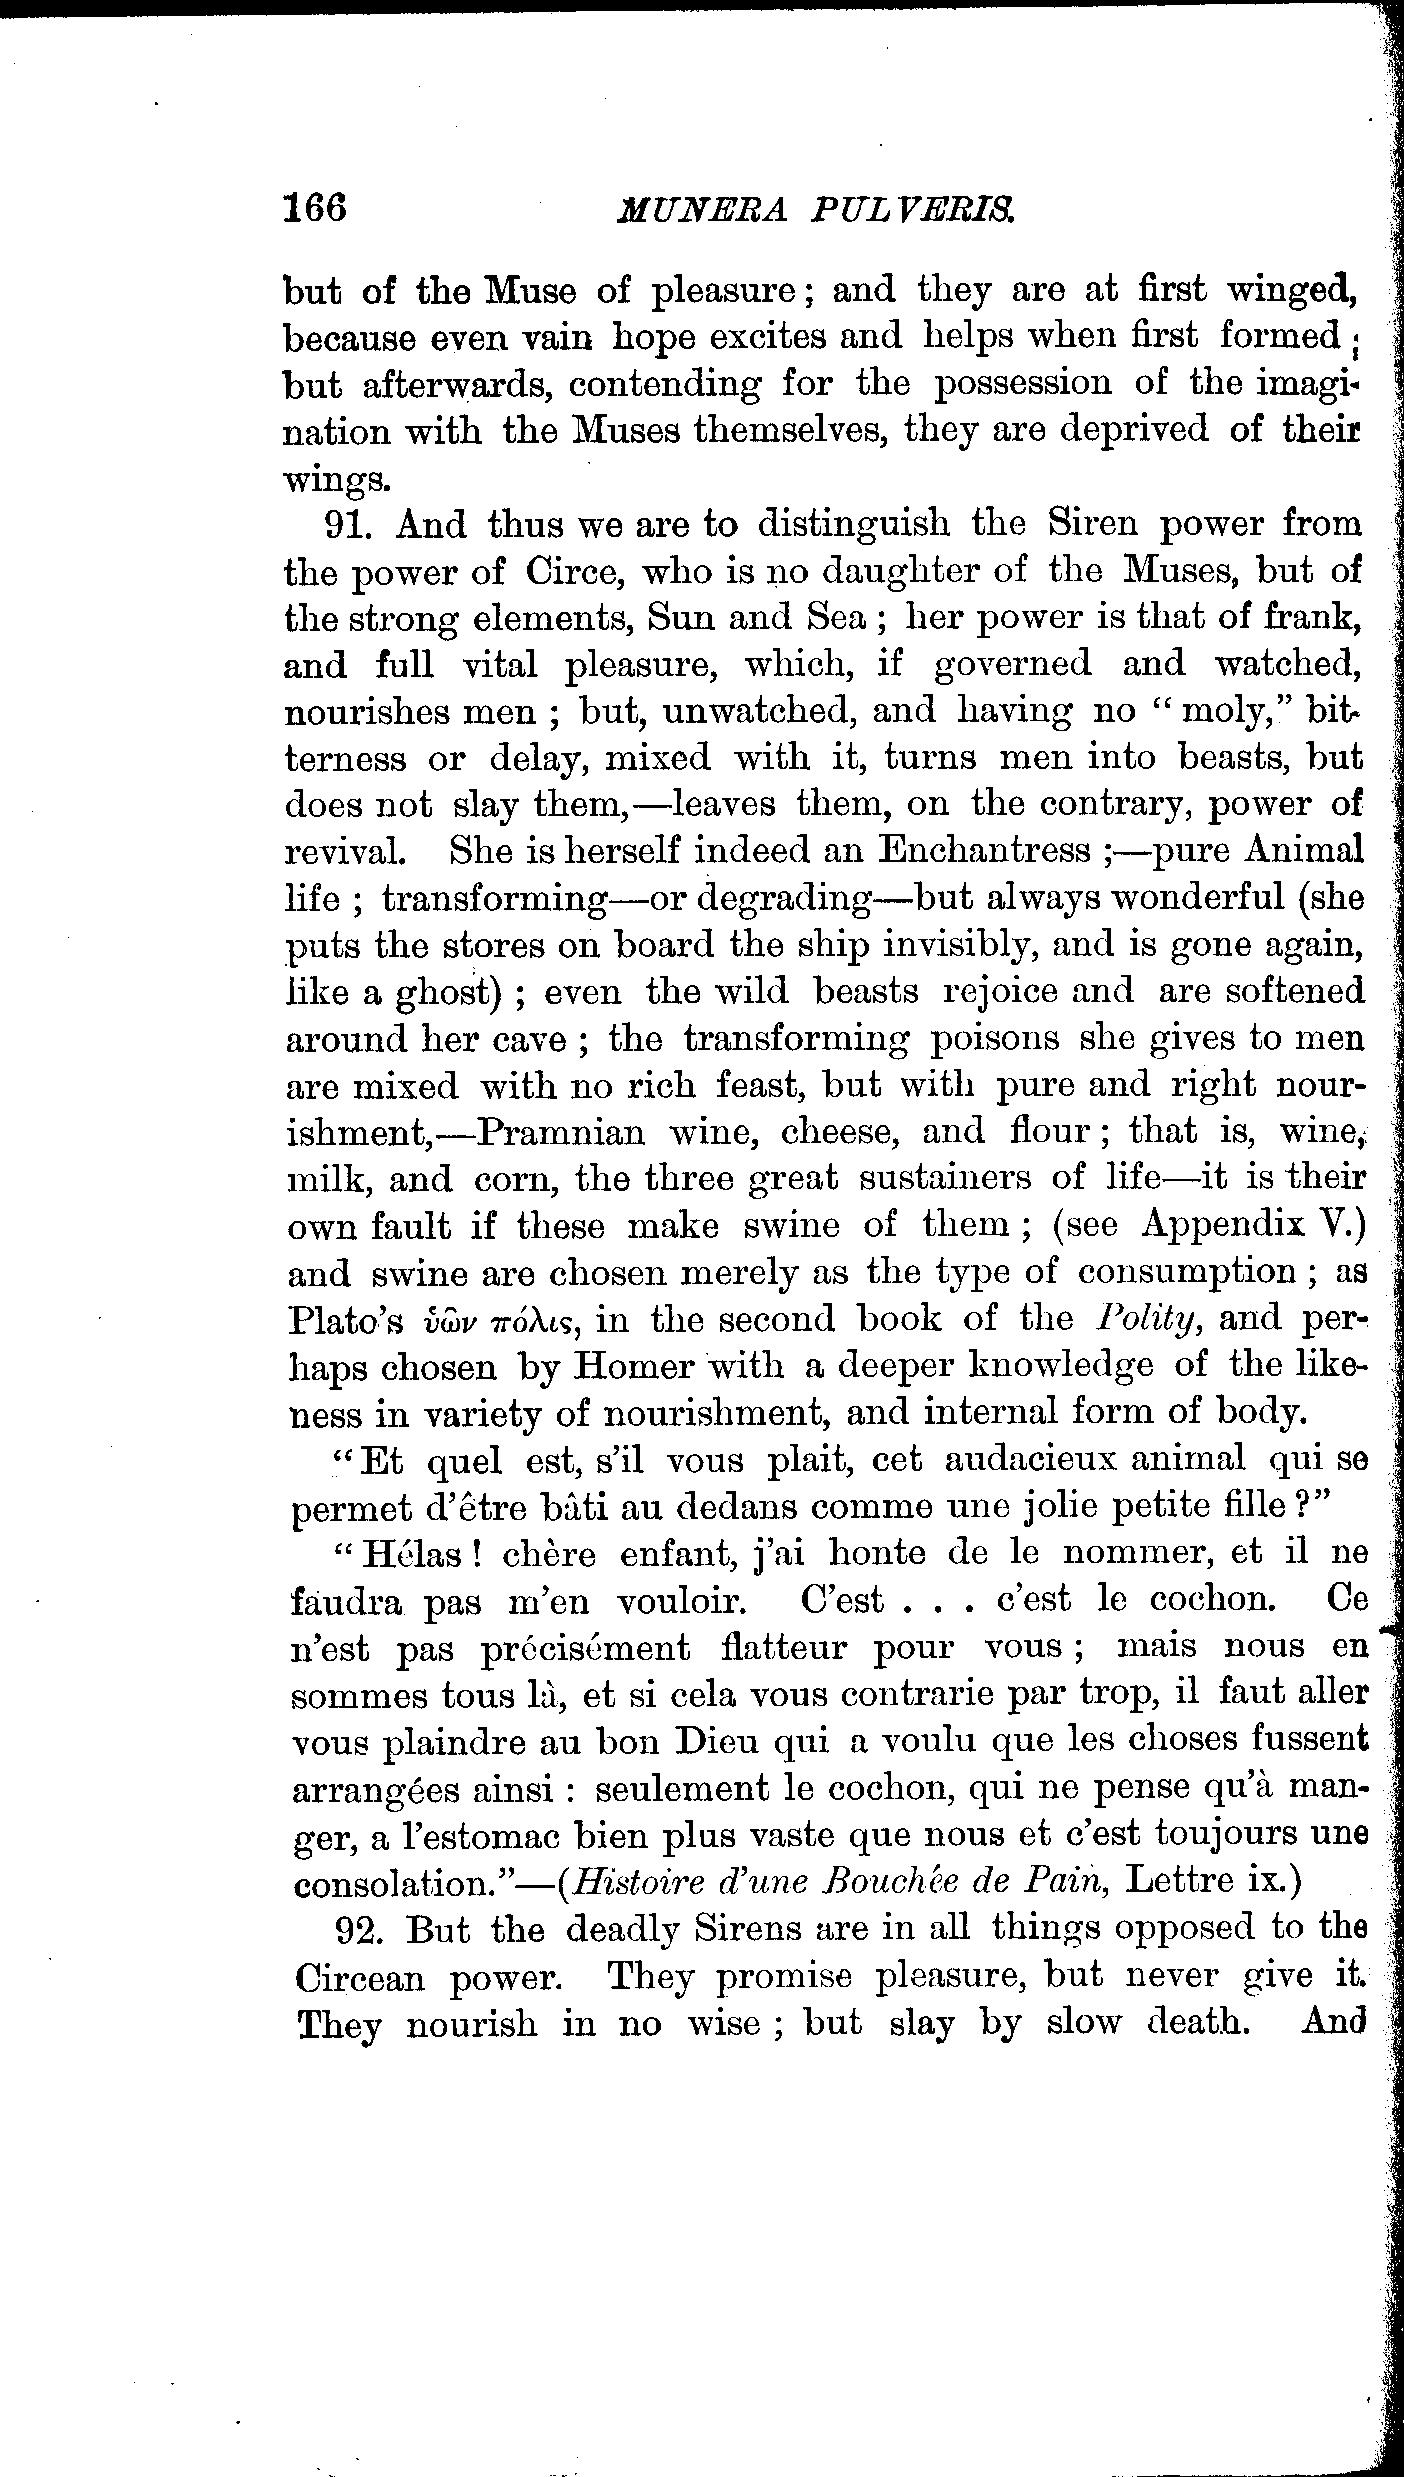 166 MUNERA PULVERIS.
but of the Muse of pleasure; and they are at first winged,
because even vain hope excites and helps when first formed;
but afterwards, contending for the possession of the imagi-
nation with the Muses themselves, they are deprived of their
wings.
91. And thus we are to distinguish the Siren power from
the power of Circe, who is no daughter of the Muses, but of
the strong elements, Sun and Sea; her power is that of frank,
and full vital pleasure, which, if governed and watched,
nourishes men; but, unwatched, and having no “moly,” bit-
terness or delay, mixed with it, turns men into beasts, but
does not slay them,—leaves them, on the contrary, power of
revival. She is herself indeed an Enchantress;—pure Animal
life; transforming—or degrading—but always wonderful (she
puts the stores on board the ship invisibly, and is gone again,
like a ghost); even the wild beasts rejoice and are softened
around her cave; the transforming poisons she gives to men
are mixed with no rich feast, but with pure and right nour-
ishment,—Pramnian wine, cheese, and flour; that is, wine,
milk, and corn, the three great sustainers of life—it is their
own fault if these make swine of them; (see Appendix V.)
and swine are chosen merely as the type of consumption; as
Plato's ὑῶν πόλις, in the second book of the Polity, and per-
haps chosen by Homer with a deeper knowledge of the like-
ness in variety of nourishment, and internal form of body.
“Et quel est, s'il vous plait, cet audacieux animal qui se
permet d'être bâti au dedans comme une jolie petite fille?”
“Hélas! chère enfant, j'ai honte de le nommer, et il ne
faudra pas m'en vouloir. C'est . . . c'est le cochon. Ce
n'est pas précisément flatteur pour vous; mais nous en
sommes tous là, et si cela vous contrarie par trop, il faut aller
vous plaindre au bon Dieu qui a voulu que les choses fussent
arrangées ainsi: seulement le cochon, qui ne pense qu'à man-
ger, a l'estomac bien plus vaste que nous et c'est toujours une
consolation.”—(Histoire d'une Bouchée de Pain, Lettre ix.)
92. But the deadly Sirens are in all things opposed to the
Circean power. They promise pleasure, but never give it.
They nourish in no wise; but slay by slow death. And